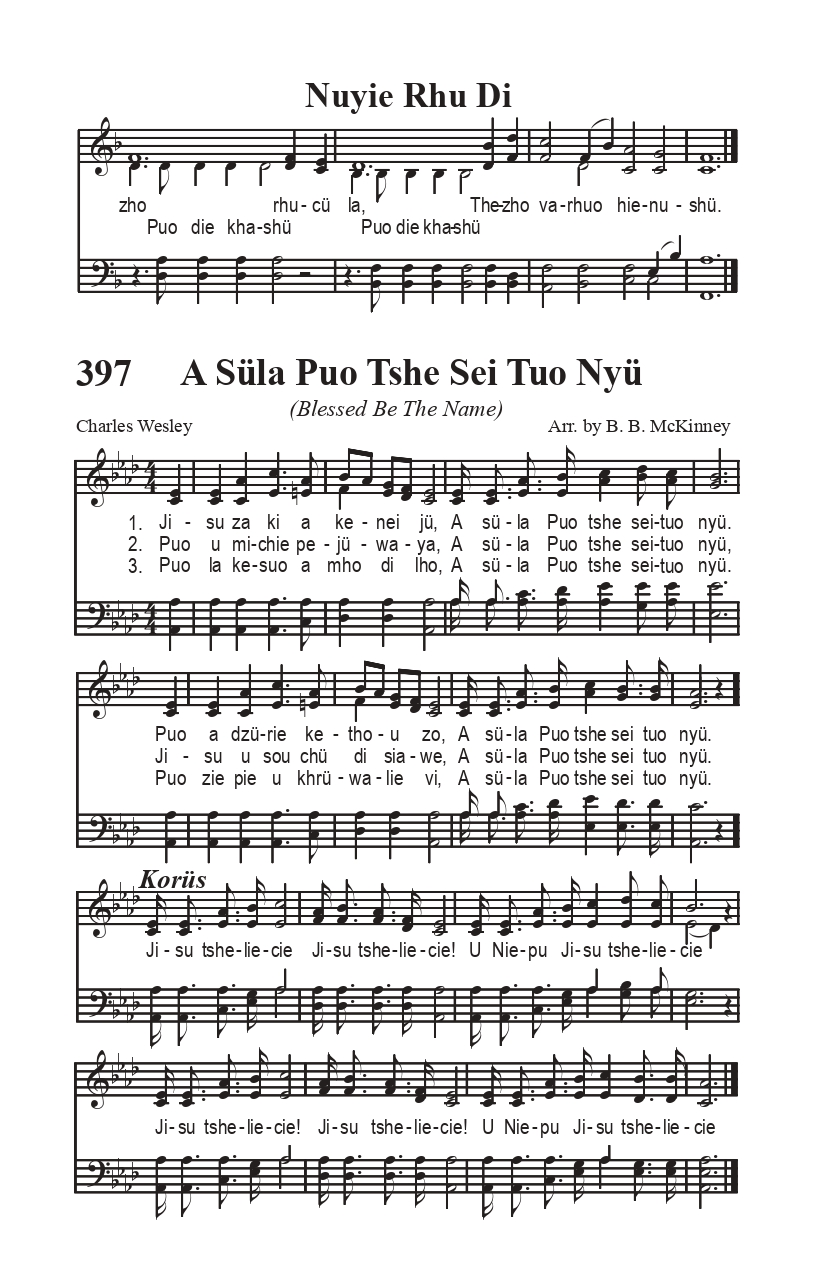 Nuyie Rhu Di
zho rhu-cü la, The-zho va-rhuo hie-nu-shü.
Puo die kha-shü Puo die kha-shü
397 A Süla Puo Tshe Sei Tuo Nyü
(Blessed Be The Name)
Charles Wesley Arr. by B. B. McKinney
4 4
1. Ji - su za ki a ke - nei jü, A sü - la Puo tshe sei-tuo nyü.
2. Puo u mi-chie pe - jü - wa - ya, A sü - la Puo tshe sei-tuo nyü,
3. Puo la ke-suo a mho di lho, A sü - la Puo tshe sei-tuo nyü.
4 4
Puo a dzü-rie ke - tho - u zo, A sü-la Puo tshe sei tuo nyü.
Ji - su u sou chü di sia - we, A sü-la Puo tshe sei tuo nyü.
Puo zie pie u khrü - wa - lie vi, A sü-la Puo tshe sei tuo nyü.
Korüs
Ji - su tshe-lie-cie Ji-su tshe-lie-cie! U Nie-pu Ji-su tshe-lie-cie
Ji-su tshe-lie-cie! Ji-su tshe-lie-cie! U Nie-pu Ji-su tshe-lie-cie